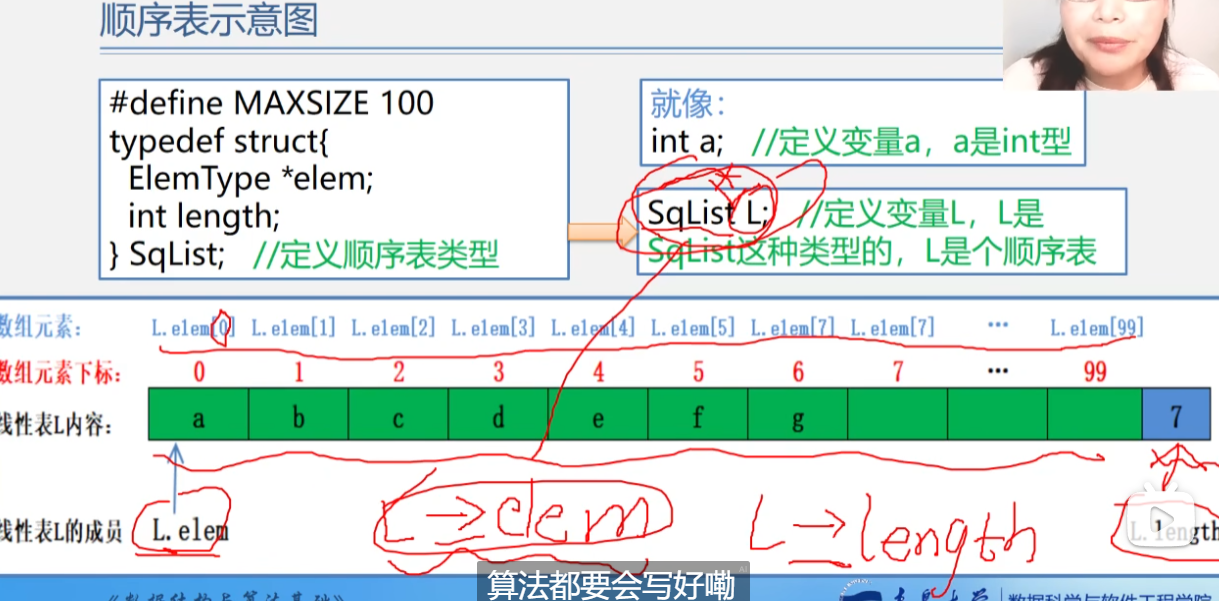 顺序表示意图
#define MAXSIZE 100
typedef struct{
ElemType *elem;
int length;
} SqList; //定义顺序表类型
就像：
int a; //定义变量a，a是int型
*
SqList L; //定义变量L，L是
SqList这种类型的，L是个顺序表
数组元素： L.elem[0] L.elem[1] L.elem[2] L.elem[3] L.elem[4] L.elem[5] L.elem[7] L.elem[7] … L.elem[99]
数组元素下标： 0 1 2 3 4 5 6 7 … 99
线性表L内容： a b c d e f g 7
线性表L的成员 L.elem L→elem L→length L.length
算法都要会写好嘞
《数据结构与算法基础》 数据科学与软件工程学院